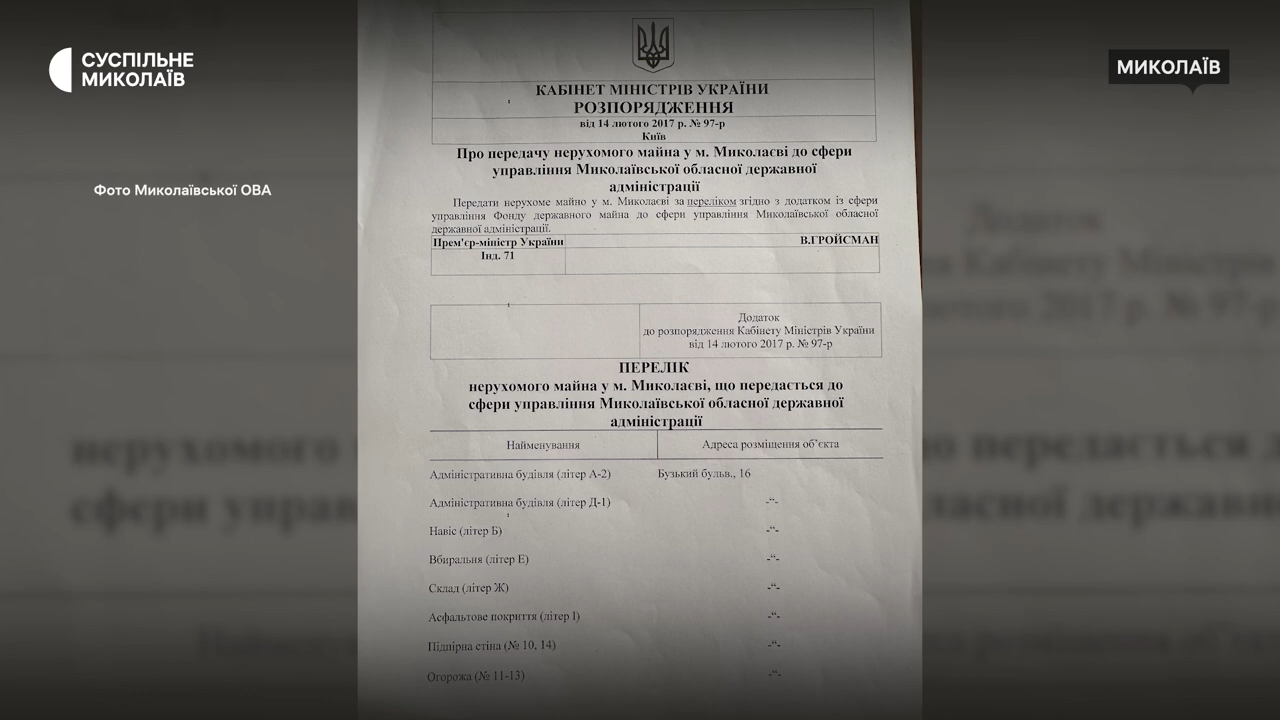 СУСПІЛЬНЕ
МИКОЛАЇВ
МИКОЛАЇВ
Фото Миколаївської ОВА
КАБІНЕТ МІНІСТРІВ УКРАЇНИ
РОЗПОРЯДЖЕННЯ
від 14 лютого 2017 р. № 97-р
Київ
Про передачу нерухомого майна у м. Миколаєві до сфери
управління Миколаївської обласної державної
адміністрації
Передати нерухоме майно у м. Миколаєві за переліком згідно з додатком із сфери
управління Фонду державного майна до сфери управління Миколаївської обласної
державної адміністрації.
Прем'єр-міністр України В.ГРОЙСМАН
Інд. 71
Додаток
до розпорядження Кабінету Міністрів України
від 14 лютого 2017 р. № 97-р
ПЕРЕЛІК
нерухомого майна у м. Миколаєві, що передається до
сфери управління Миколаївської обласної державної
адміністрації
Найменування Адреса розміщення об'єкта
Адміністративна будівля (літер А-2) Бузький бульв., 16
Адміністративна будівля (літер Д-1) -“-
Навіс (літер Б) -“-
Вбиральня (літер Е) -“-
Склад (літер Ж) -“-
Асфальтове покриття (літер І) -“-
Підпірна стіна (№ 10, 14) -“-
Огорожа (№ 11-13) -“-